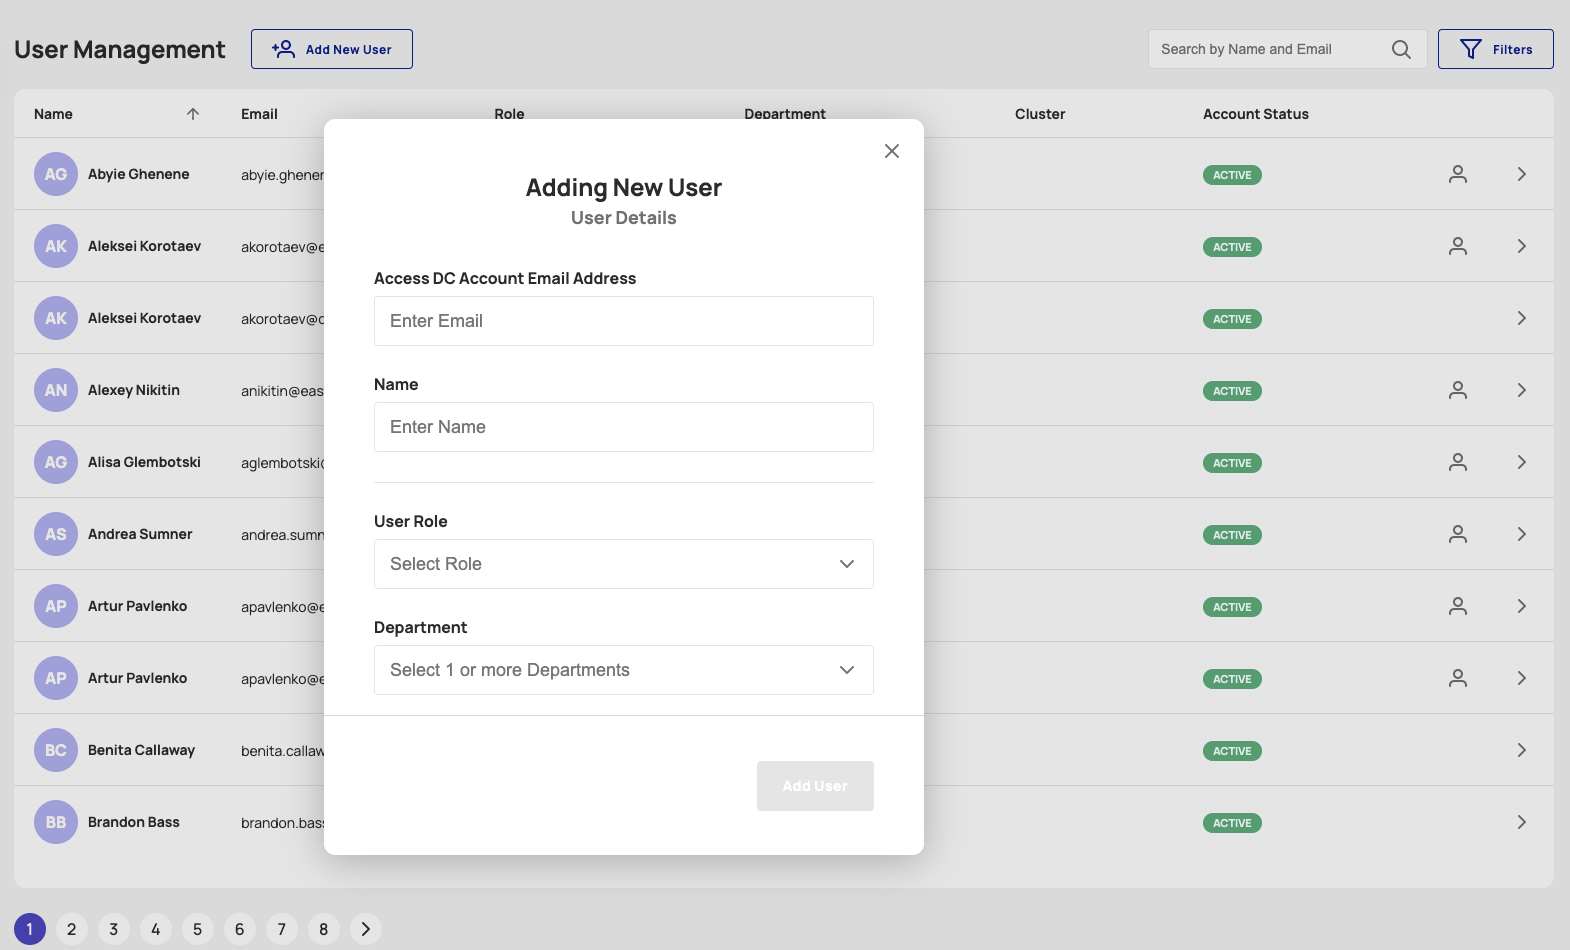 User Management
Add New User
Search by Name and Email
Filters
Name Email Role Department Cluster Account Status
AG Abyie Ghenene abyie.ghener ACTIVE
AK Aleksei Korotaev akorotaev@e ACTIVE
AK Aleksei Korotaev akorotaev@c ACTIVE
AN Alexey Nikitin anikitin@eas ACTIVE
AG Alisa Glembotski aglembotski@ ACTIVE
AS Andrea Sumner andrea.sumn ACTIVE
AP Artur Pavlenko apavlenko@e ACTIVE
AP Artur Pavlenko apavlenko@e ACTIVE
BC Benita Callaway benita.callaw ACTIVE
BB Brandon Bass brandon.bass ACTIVE
Adding New User
User Details
Access DC Account Email Address
Enter Email
Name
Enter Name
User Role
Select Role
Department
Select 1 or more Departments
Add User
1 2 3 4 5 6 7 8